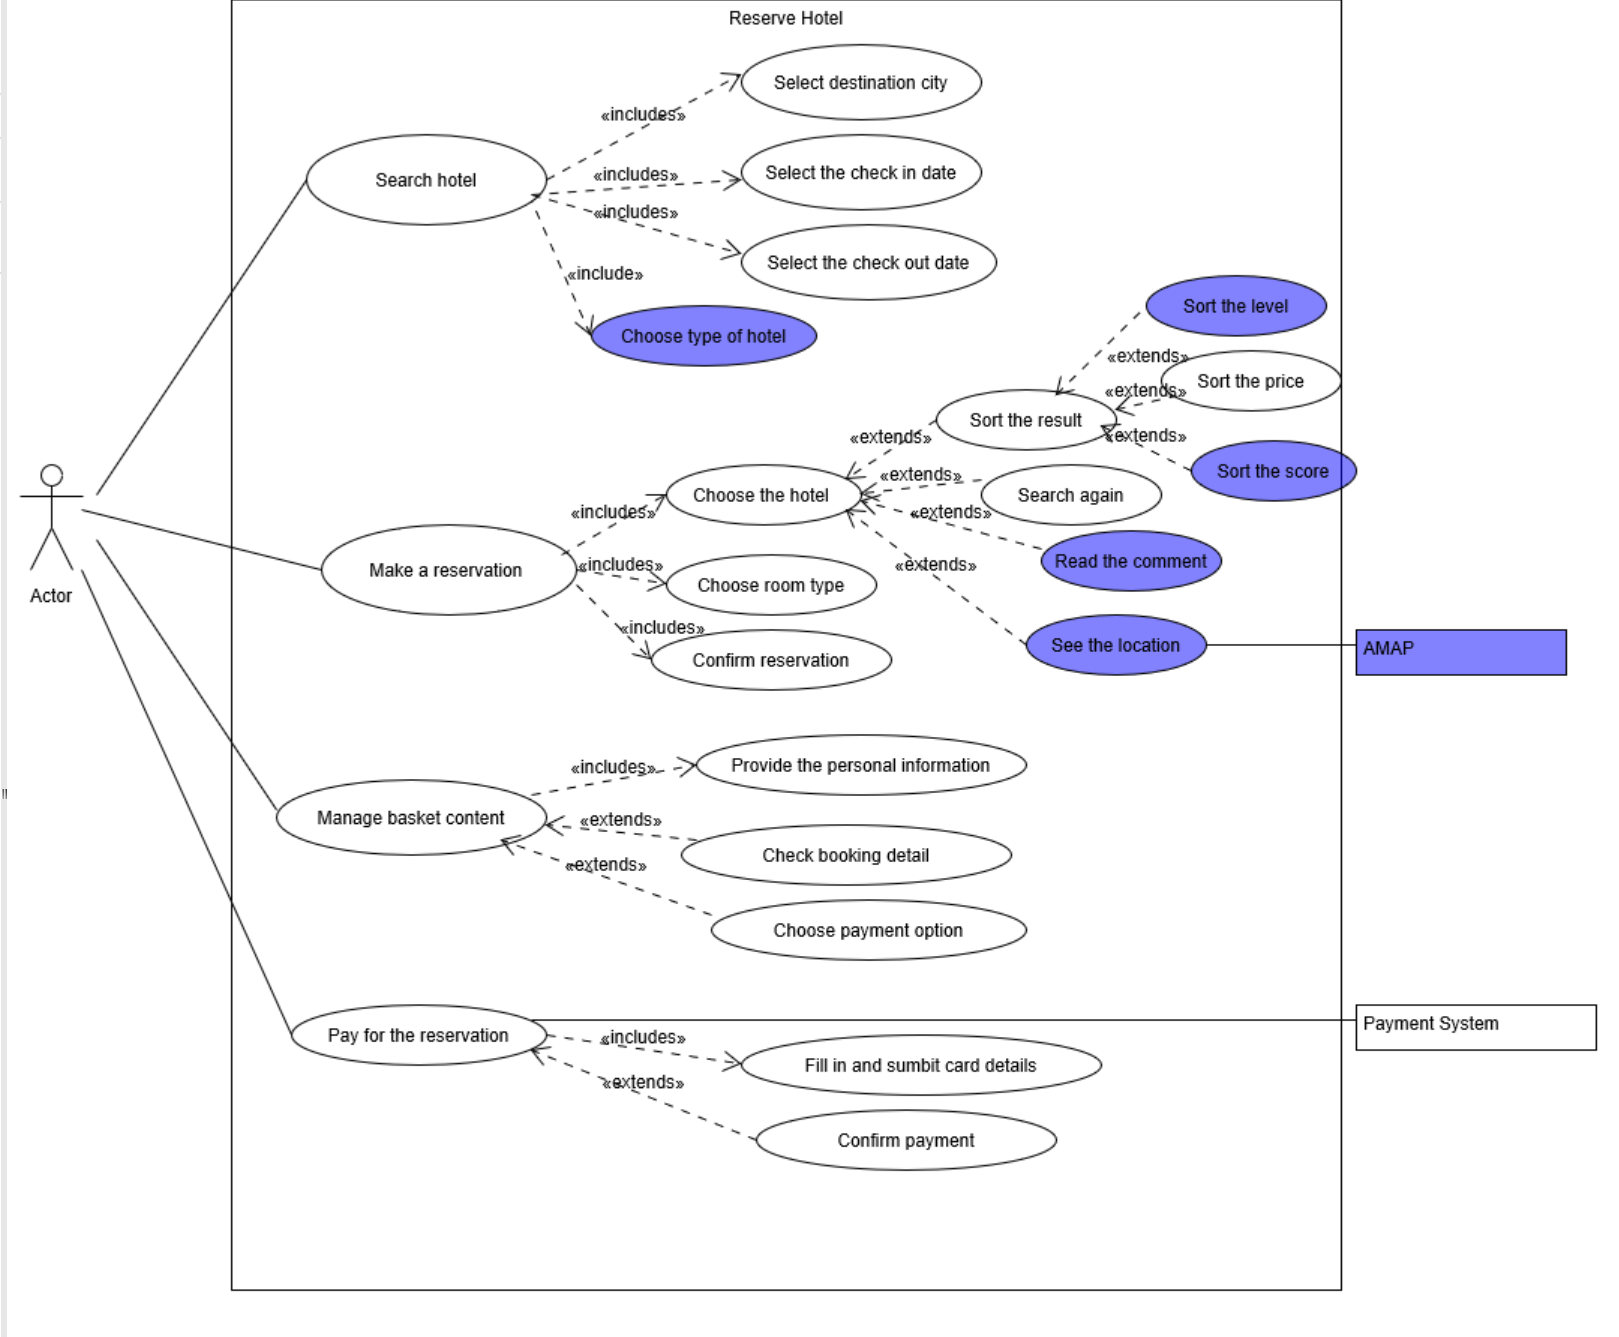 Reserve Hotel
Select destination city
«includes»
Search hotel
«includes»
Select the check in date
«includes»
Select the check out date
«include»
Choose type of hotel
Sort the level
«extends»
Sort the price
«extends»
Sort the result
«extends»
«extends»
Sort the score
«extends»
Choose the hotel
Search again
«includes»
«extends»
Read the comment
Make a reservation
«includes»
Choose room type
«extends»
Actor
«includes»
Confirm reservation
See the location
AMAP
«includes»
Provide the personal information
Manage basket content
«extends»
Check booking detail
«extends»
Choose payment option
Pay for the reservation
Payment System
«includes»
Fill in and sumbit card details
«extends»
Confirm payment